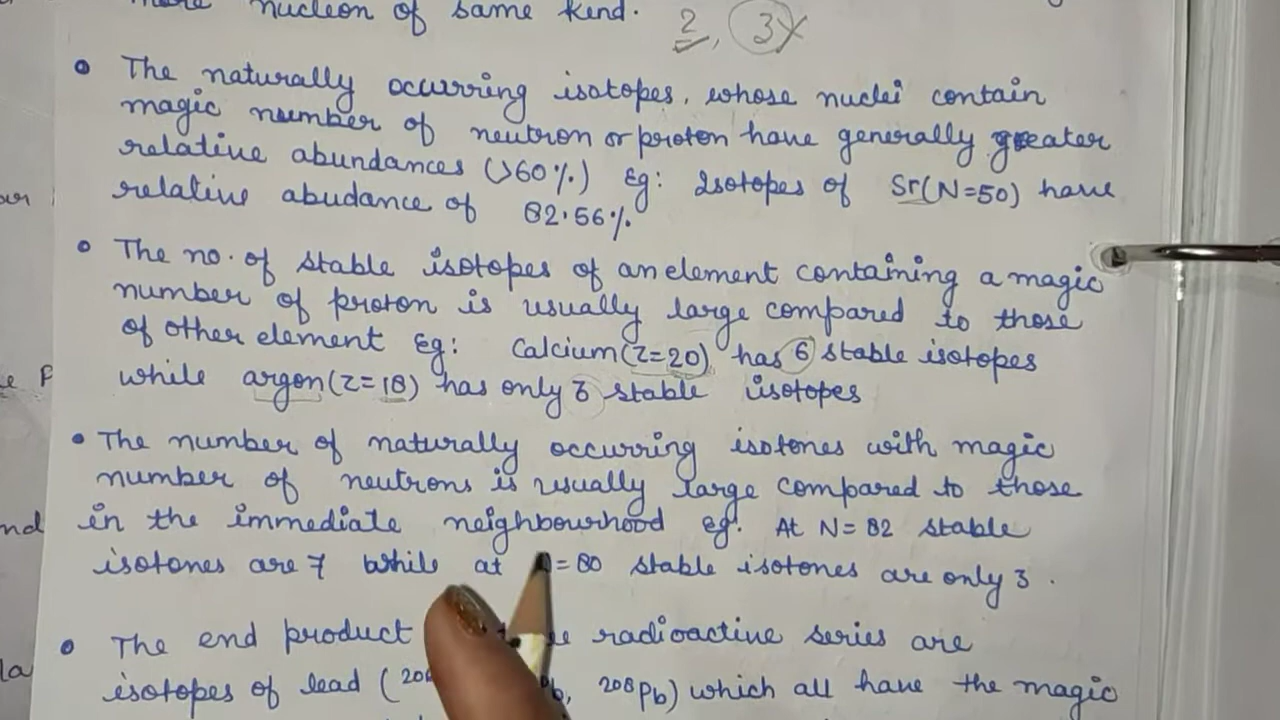 nucleon of same kind.
2, 3X
• The naturally occurring isotopes, whose nuclei contain
magic number of neutron or proton have generally greater
relative abundances (>60%) Eg: Isotopes of Sr(N=50) have
relative abudance of 82.56%.
• The no. of stable isotopes of an element containing a magic
number of proton is usually large compared to those
of other element Eg: Calcium(Z=20) has 6 stable isotopes
while argon(Z=18) has only 3 stable isotopes
• The number of naturally occurring isotones with magic
number of neutrons is usually large compared to those
in the immediate neighbourhood eg. At N=82 stable
isotones are 7 while at =80 stable isotones are only 3.
• The end product radioactive series are
isotopes of lead ( 208Pb) which all have the magic